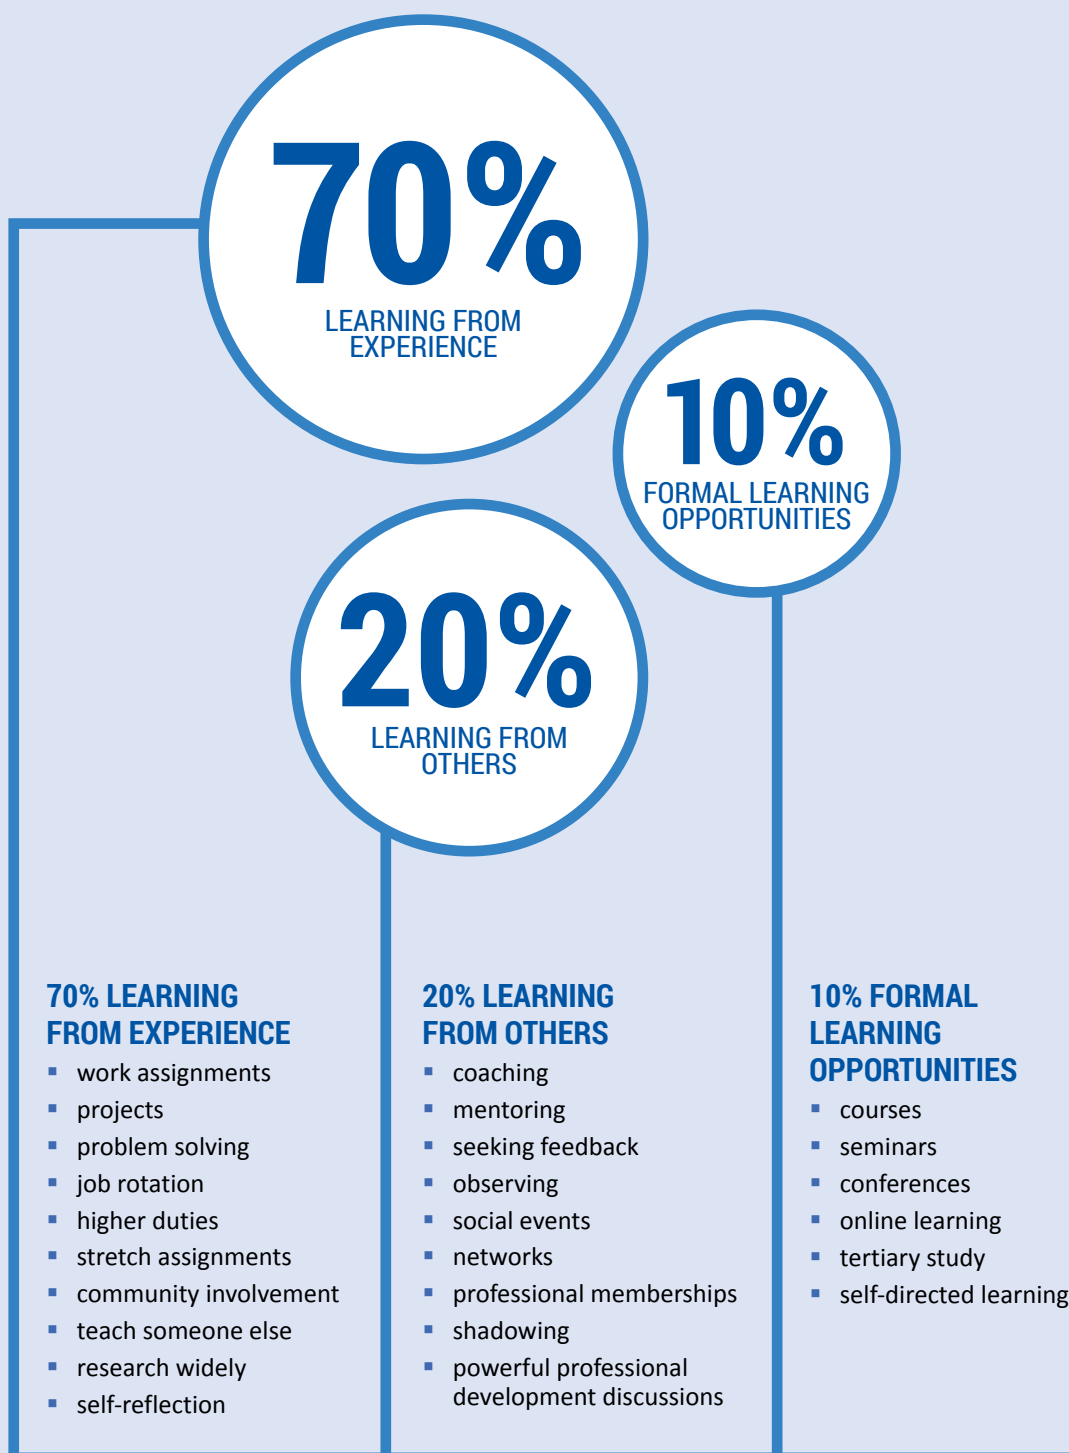 70%
LEARNING FROM
EXPERIENCE
10%
FORMAL LEARNING
OPPORTUNITIES
20%
LEARNING FROM
OTHERS
70% LEARNING
FROM EXPERIENCE
▪ work assignments
▪ projects
▪ problem solving
▪ job rotation
▪ higher duties
▪ stretch assignments
▪ community involvement
▪ teach someone else
▪ research widely
▪ self-reflection
20% LEARNING
FROM OTHERS
▪ coaching
▪ mentoring
▪ seeking feedback
▪ observing
▪ social events
▪ networks
▪ professional memberships
▪ shadowing
▪ powerful professional
development discussions
10% FORMAL
LEARNING
OPPORTUNITIES
▪ courses
▪ seminars
▪ conferences
▪ online learning
▪ tertiary study
▪ self-directed learning